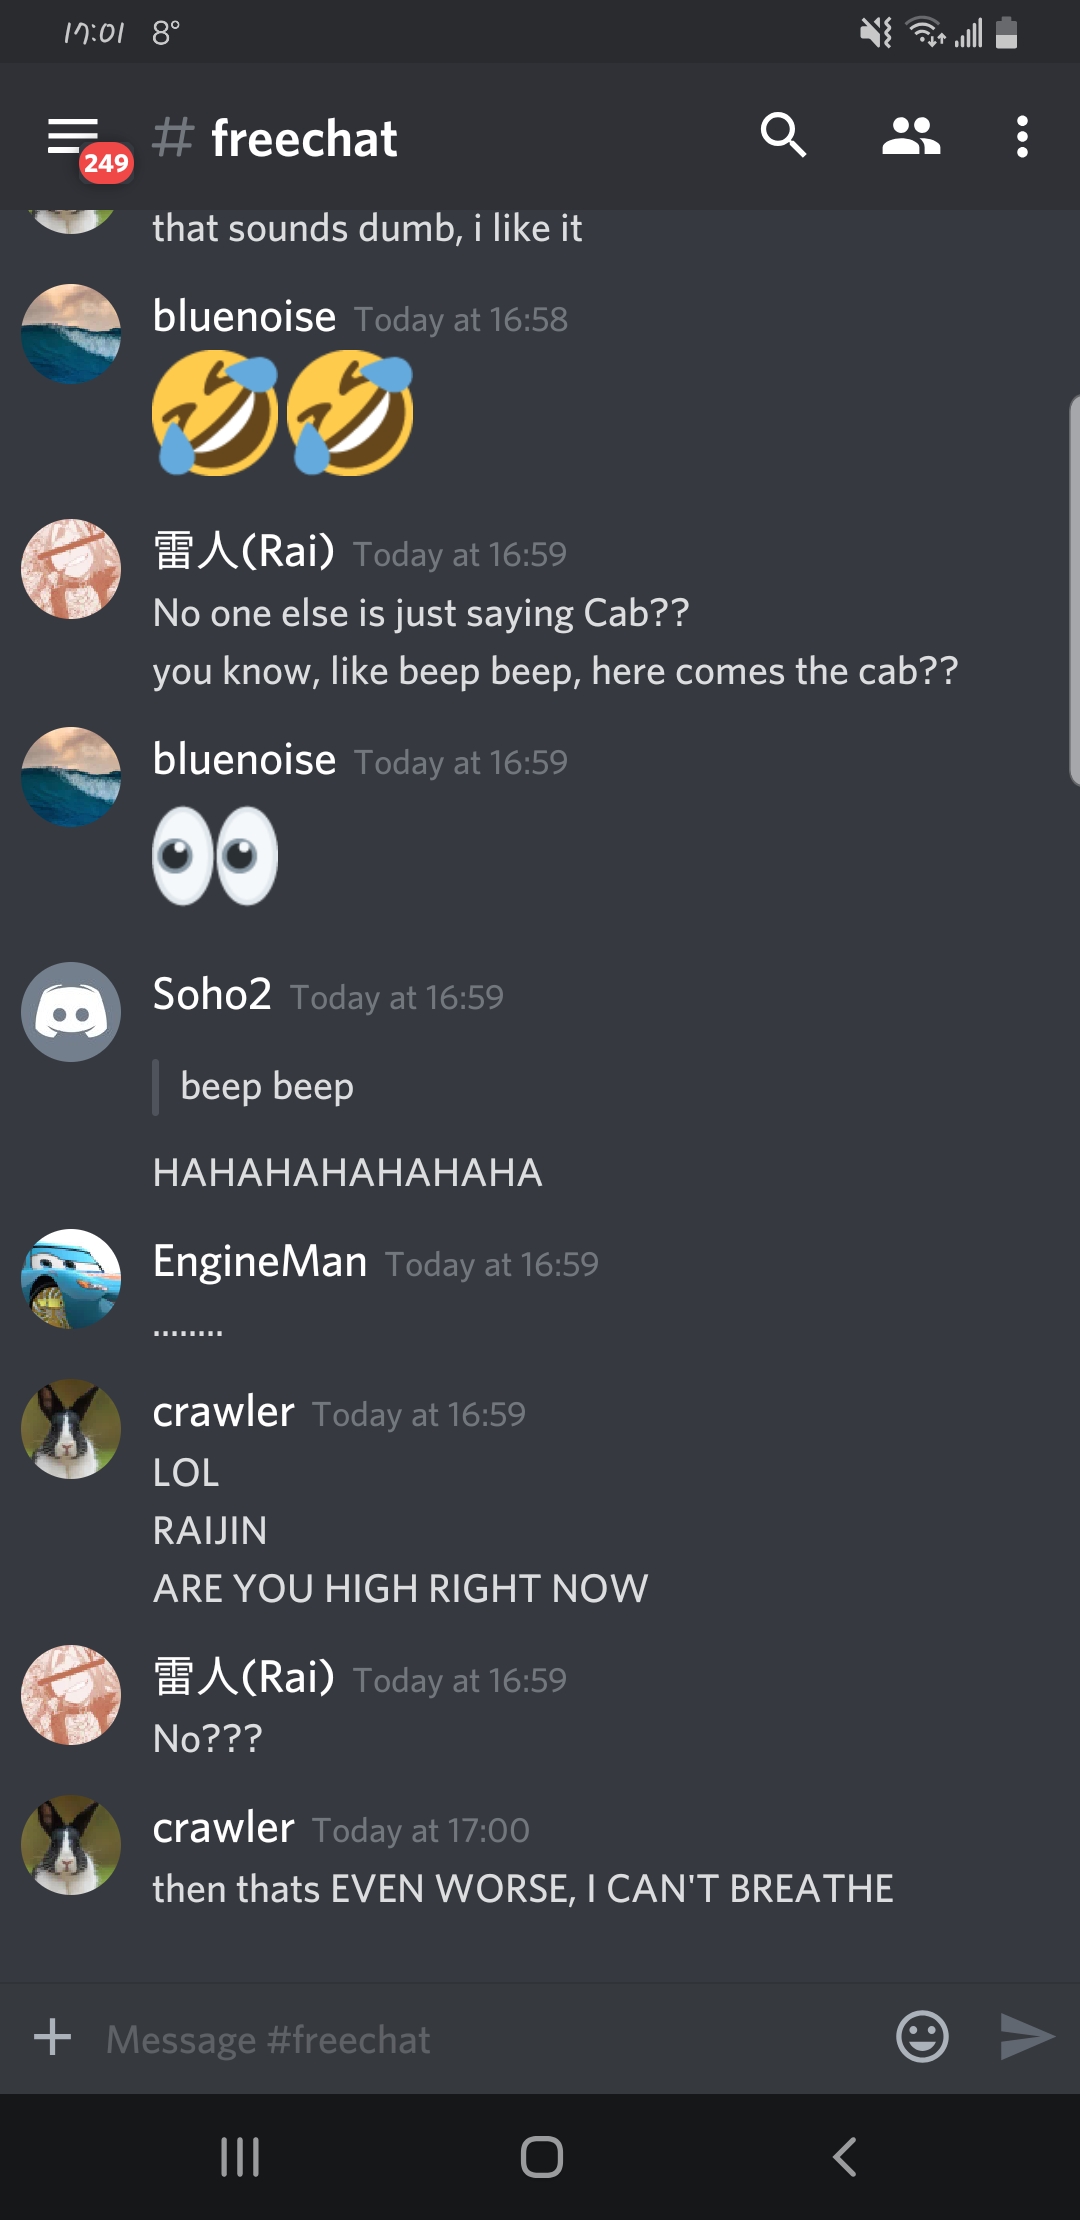 17:01 8°
249
# freechat
that sounds dumb, i like it
bluenoise Today at 16:58
🤣🤣
雷人(Rai) Today at 16:59
No one else is just saying Cab??
you know, like beep beep, here comes the cab??
bluenoise Today at 16:59
👀
Soho2 Today at 16:59
beep beep
HAHAHAHAHAHAHA
EngineMan Today at 16:59
........
crawler Today at 16:59
LOL
RAIJIN
ARE YOU HIGH RIGHT NOW
雷人(Rai) Today at 16:59
No???
crawler Today at 17:00
then thats EVEN WORSE, I CAN'T BREATHE
Message #freechat